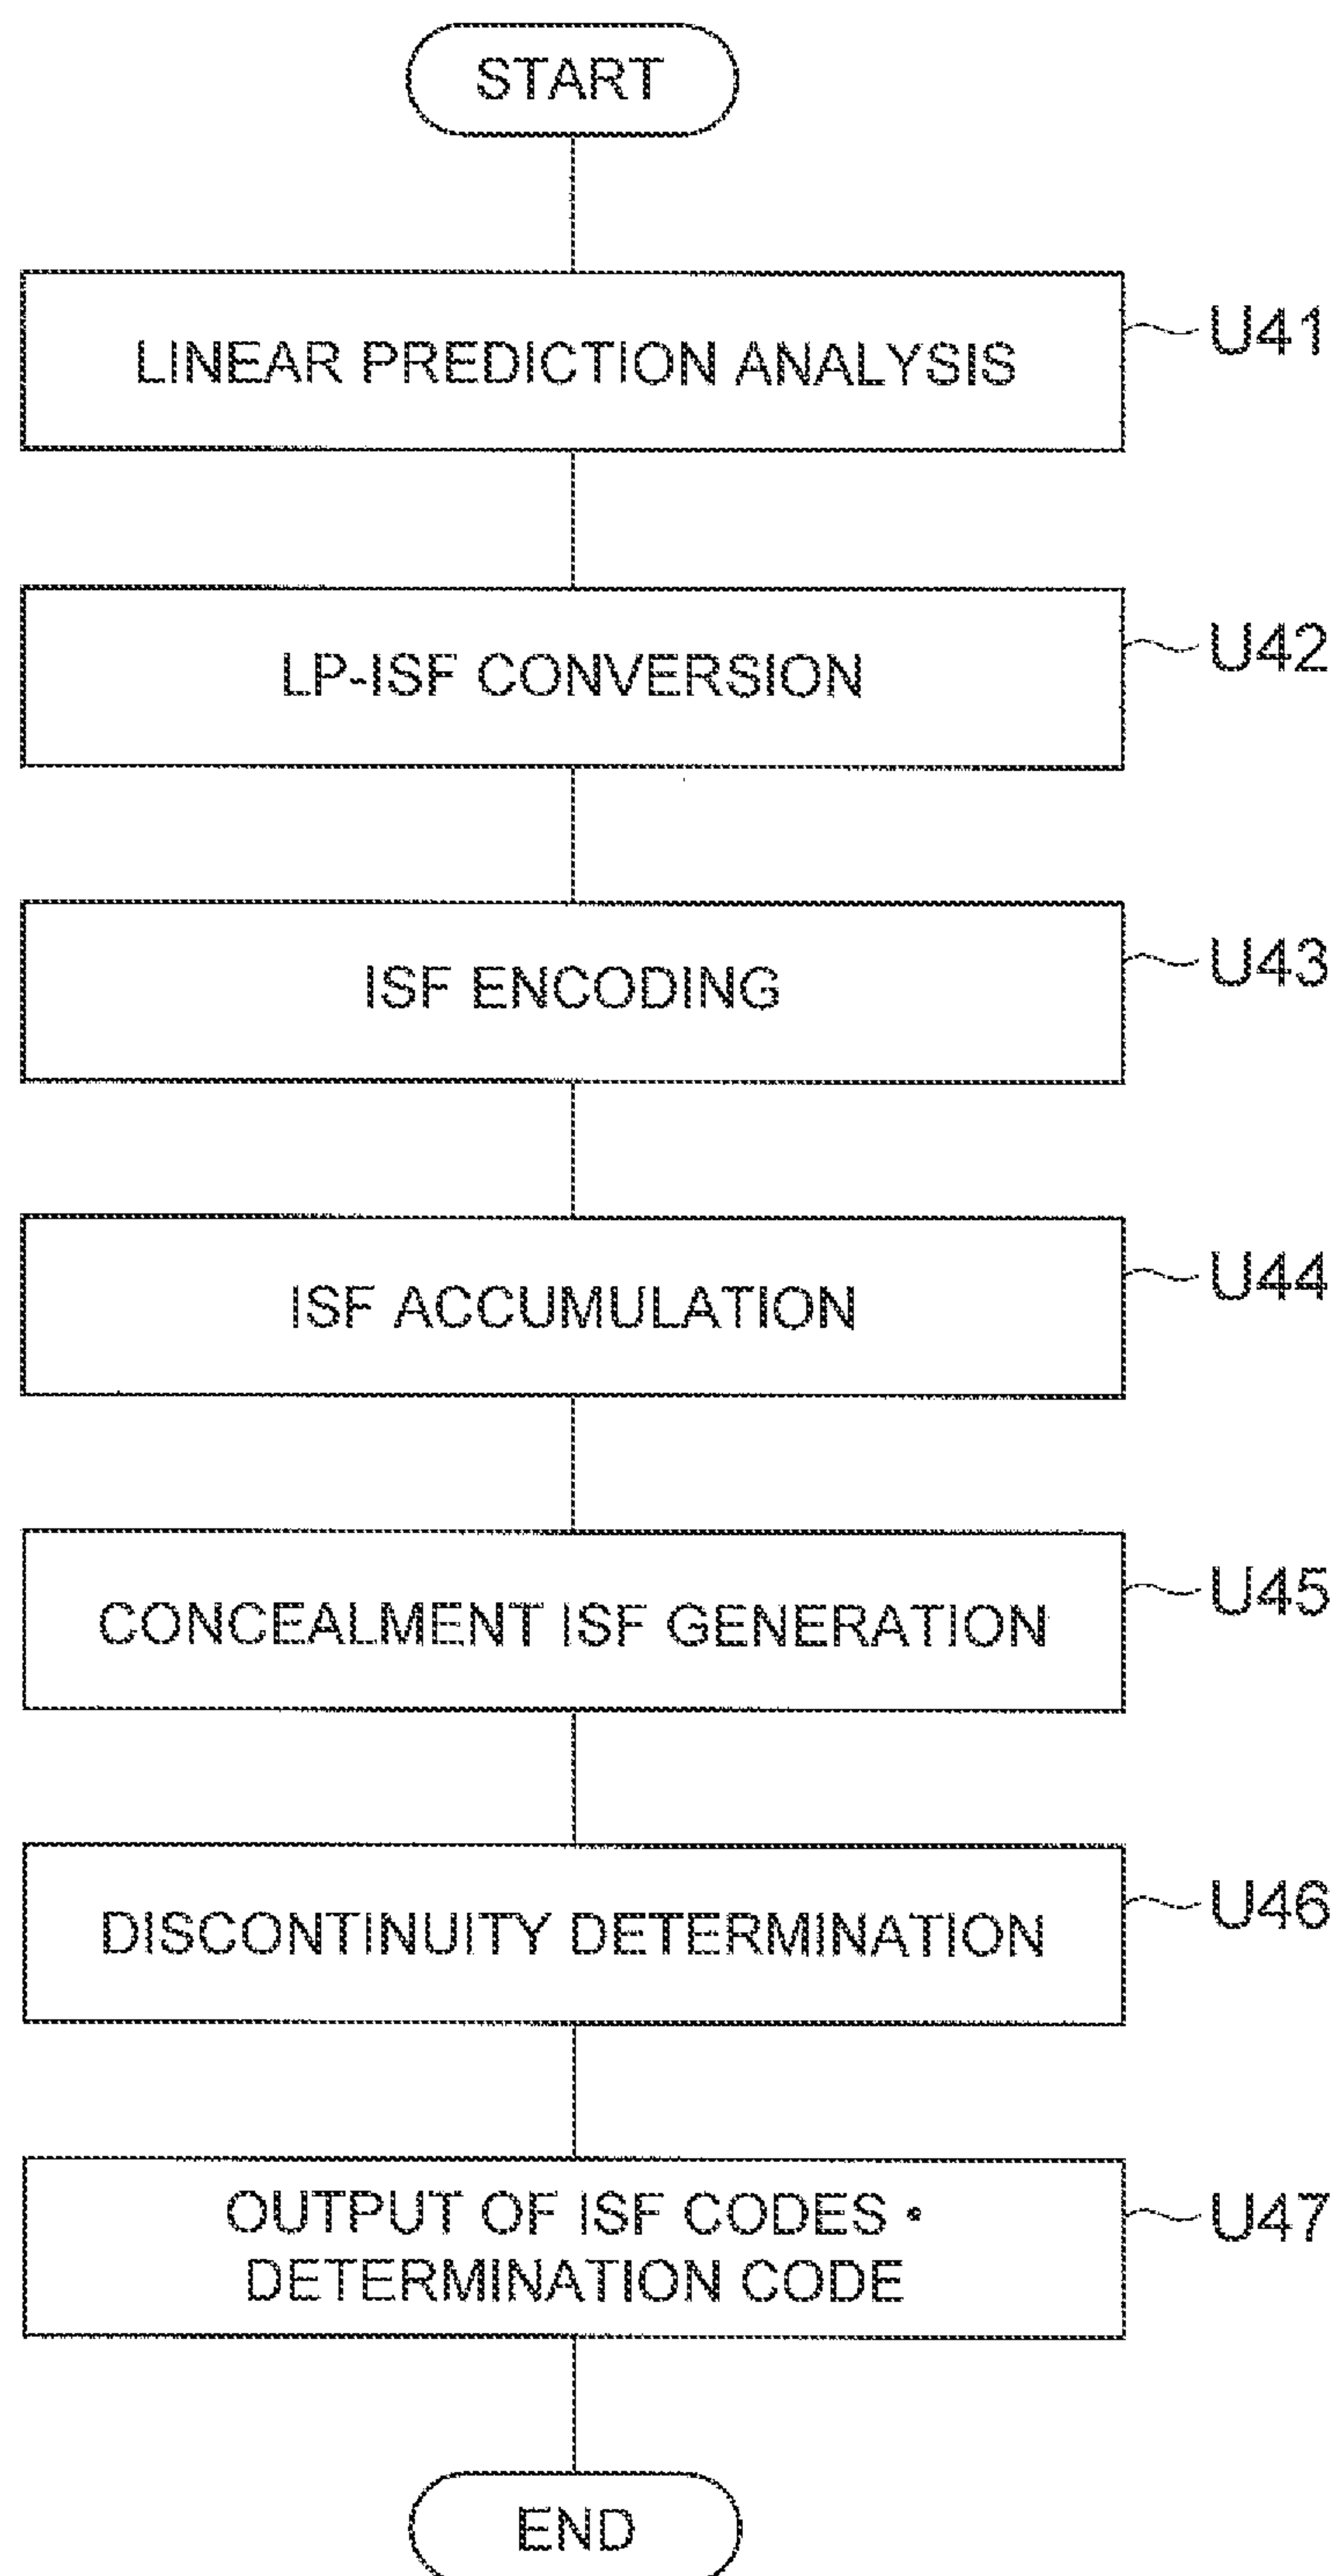 START
LINEAR PREDICTION ANALYSIS
U41
LP-ISF CONVERSION
U42
ISF ENCODING
U43
ISF ACCUMULATION
U44
CONCEALMENT ISF GENERATION
U45
DISCONTINUITY DETERMINATION
U46
OUTPUT OF ISF CODES •
DETERMINATION CODE
U47
END